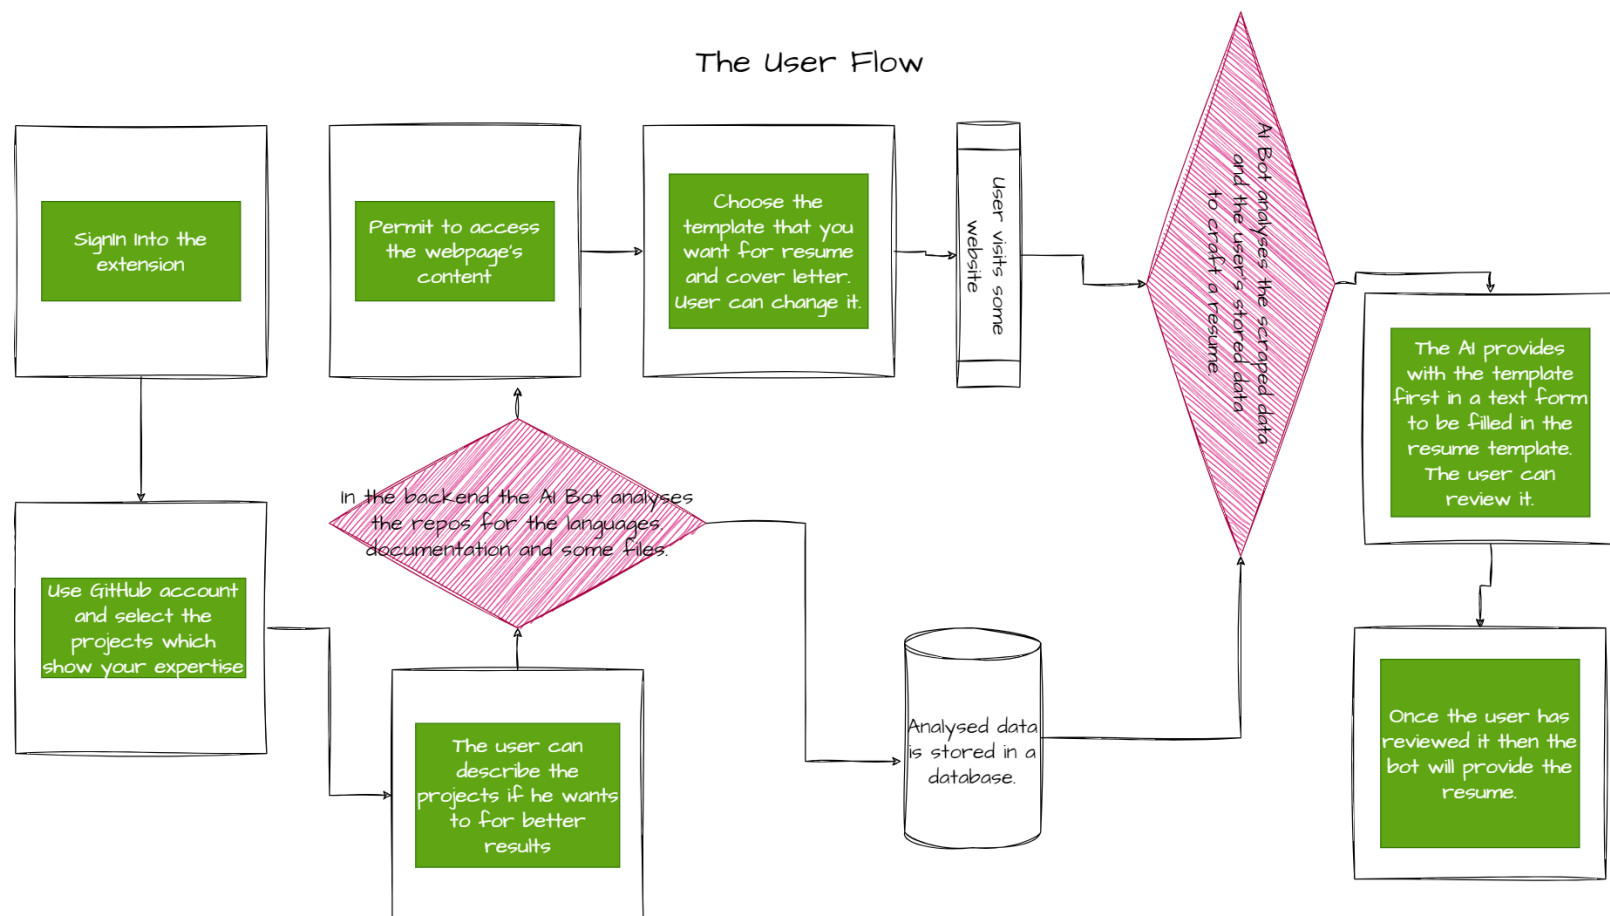 The User Flow
SignIn Into the
extension
Use GitHub account
and select the
projects which
show your expertise
The user can
describe the
projects if he wants
to for better
results
In the backend the AI Bot analyses
the repos for the languages.
documentation and some files.
Permit to access
the webpage's
content
Choose the
template that you
want for resume
and cover letter.
User can change it.
User visits some
website
Analysed data
is stored in a
database.
AI Bot analyses the scraped data
and the user's stored data
to craft a resume
The AI provides
with the template
first in a text form
to be filled in the
resume template.
The user can
review it.
Once the user has
reviewed it then the
bot will provide the
resume.